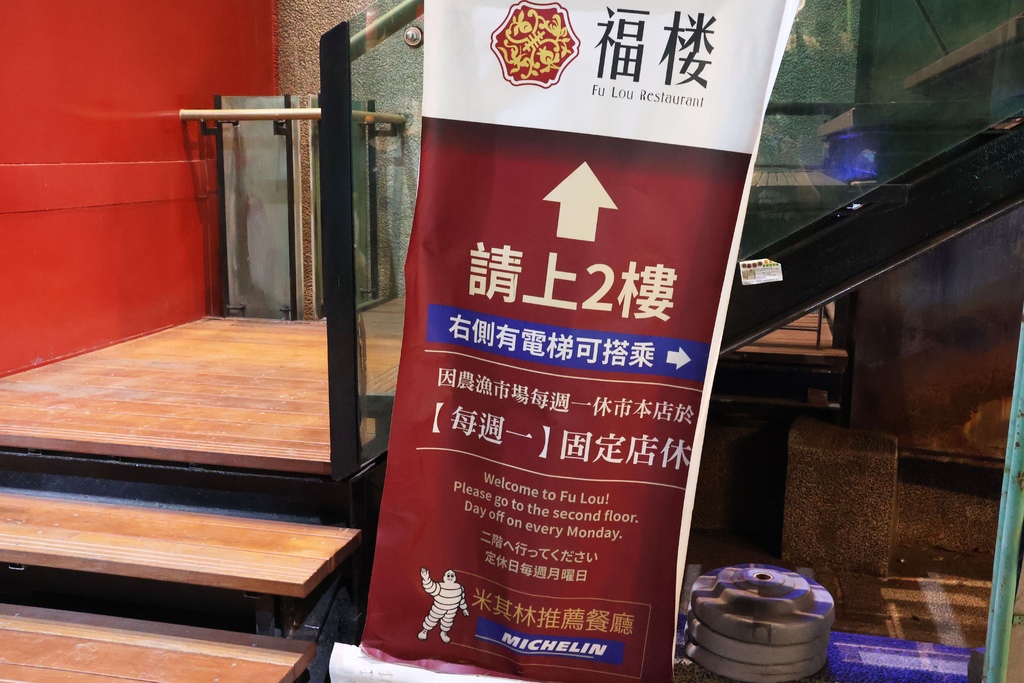 福楼
Fu Lou Restaurant
請上2樓
右側有電梯可搭乘
因農漁市場每週一休市本店於
【每週一】固定店休
Welcome to Fu Lou!
Please go to the second floor.
Day off on every Monday.
二階へ行ってください
定休日每週月曜日
米其林推薦餐廳
MICHELIN